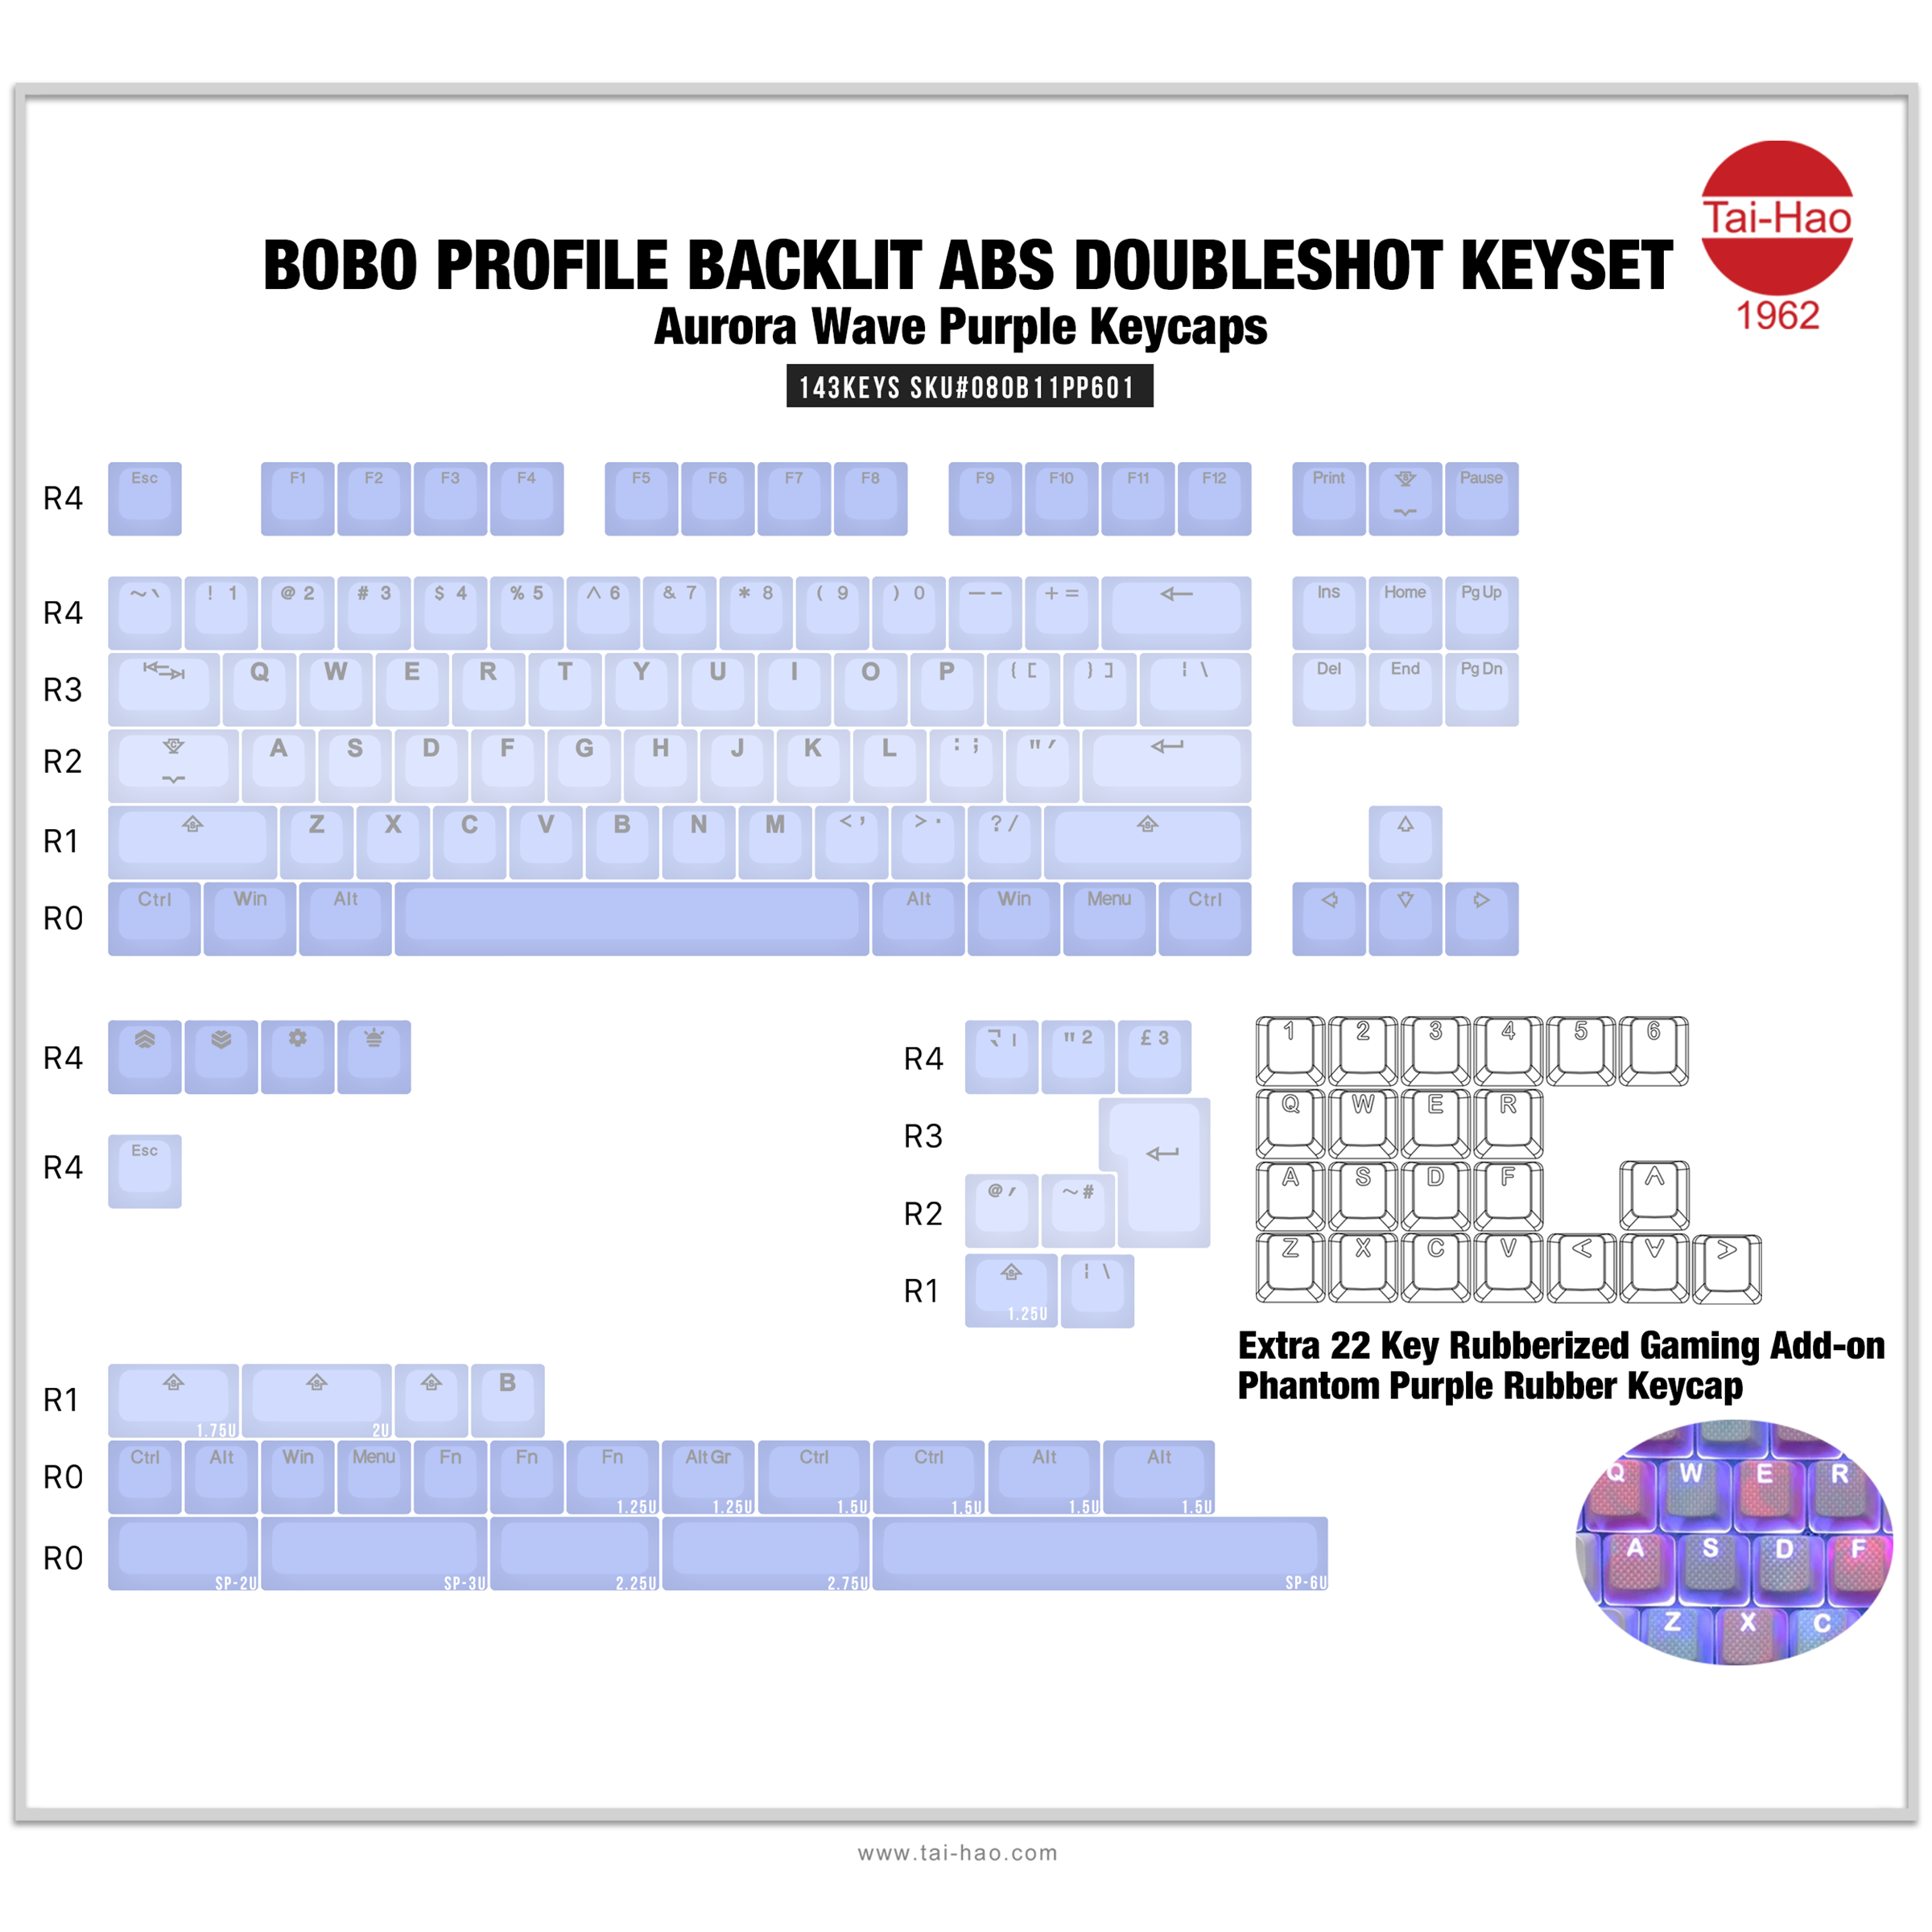 Tai-Hao
1962
BOBO PROFILE BACKLIT ABS DOUBLESHOT KEYSET
Aurora Wave Purple Keycaps
143KEYS SKU#080B11PP601
R4 Esc F1 F2 F3 F4 F5 F6 F7 F8 F9 F10 F11 F12 Print S Pause
R4 ~ ` ! 1 @ 2 # 3 $ 4 % 5 ^ 6 & 7 * 8 ( 9 ) 0 — – + = ← Ins Home Pg Up
R3 Q W E R T Y U I O P { [ } ] ¦ \ Del End Pg Dn
R2 C A S D F G H J K L : ; " ' ↵
R1 S Z X C V B N M < , > . ? / S
R0 Ctrl Win Alt Alt Win Menu Ctrl
R4
R4 Esc
R4 ¬ " 2 £ 3
R3 ↵
R2 @ ' ~ #
R1 S 1.25U ¦ \
1 2 3 4 5 6
Q W E R
A S D F
Z X C V
Extra 22 Key Rubberized Gaming Add-on
Phantom Purple Rubber Keycap
R1 S 1.75U S 2U S B
R0 Ctrl Alt Win Menu Fn Fn Fn 1.25U Alt Gr 1.25U Ctrl 1.5U Ctrl 1.5U Alt 1.5U Alt 1.5U
R0 SP-2U SP-3U 2.25U 2.75U SP-6U
Q W E R
A S D F
Z X C
www.tai-hao.com